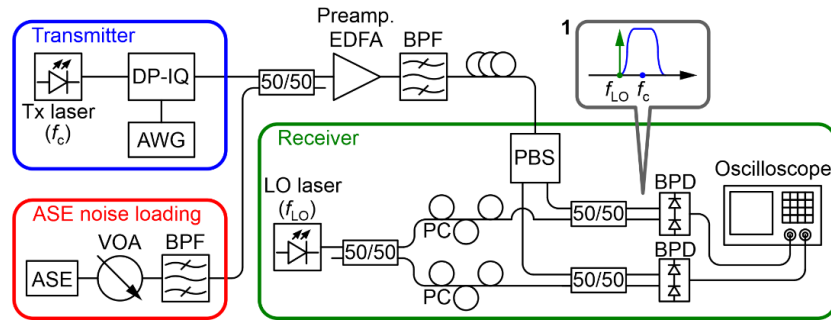 Transmitter
Tx laser
(fc)
DP-IQ
AWG
50/50
Preamp.
EDFA
BPF
1
fLO
fc
ASE noise loading
ASE
VOA
BPF
Receiver
LO laser
(fLO)
50/50
PC
PC
PBS
50/50
50/50
BPD
BPD
Oscilloscope